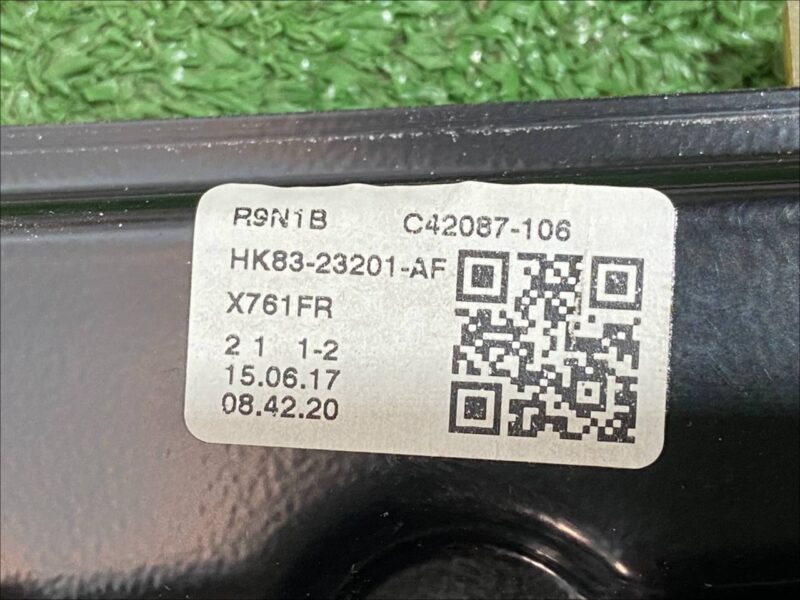 R9N1B C42087-106
HK83-23201-AF
X761FR
2 1 1-2
15.06.17
08.42.20